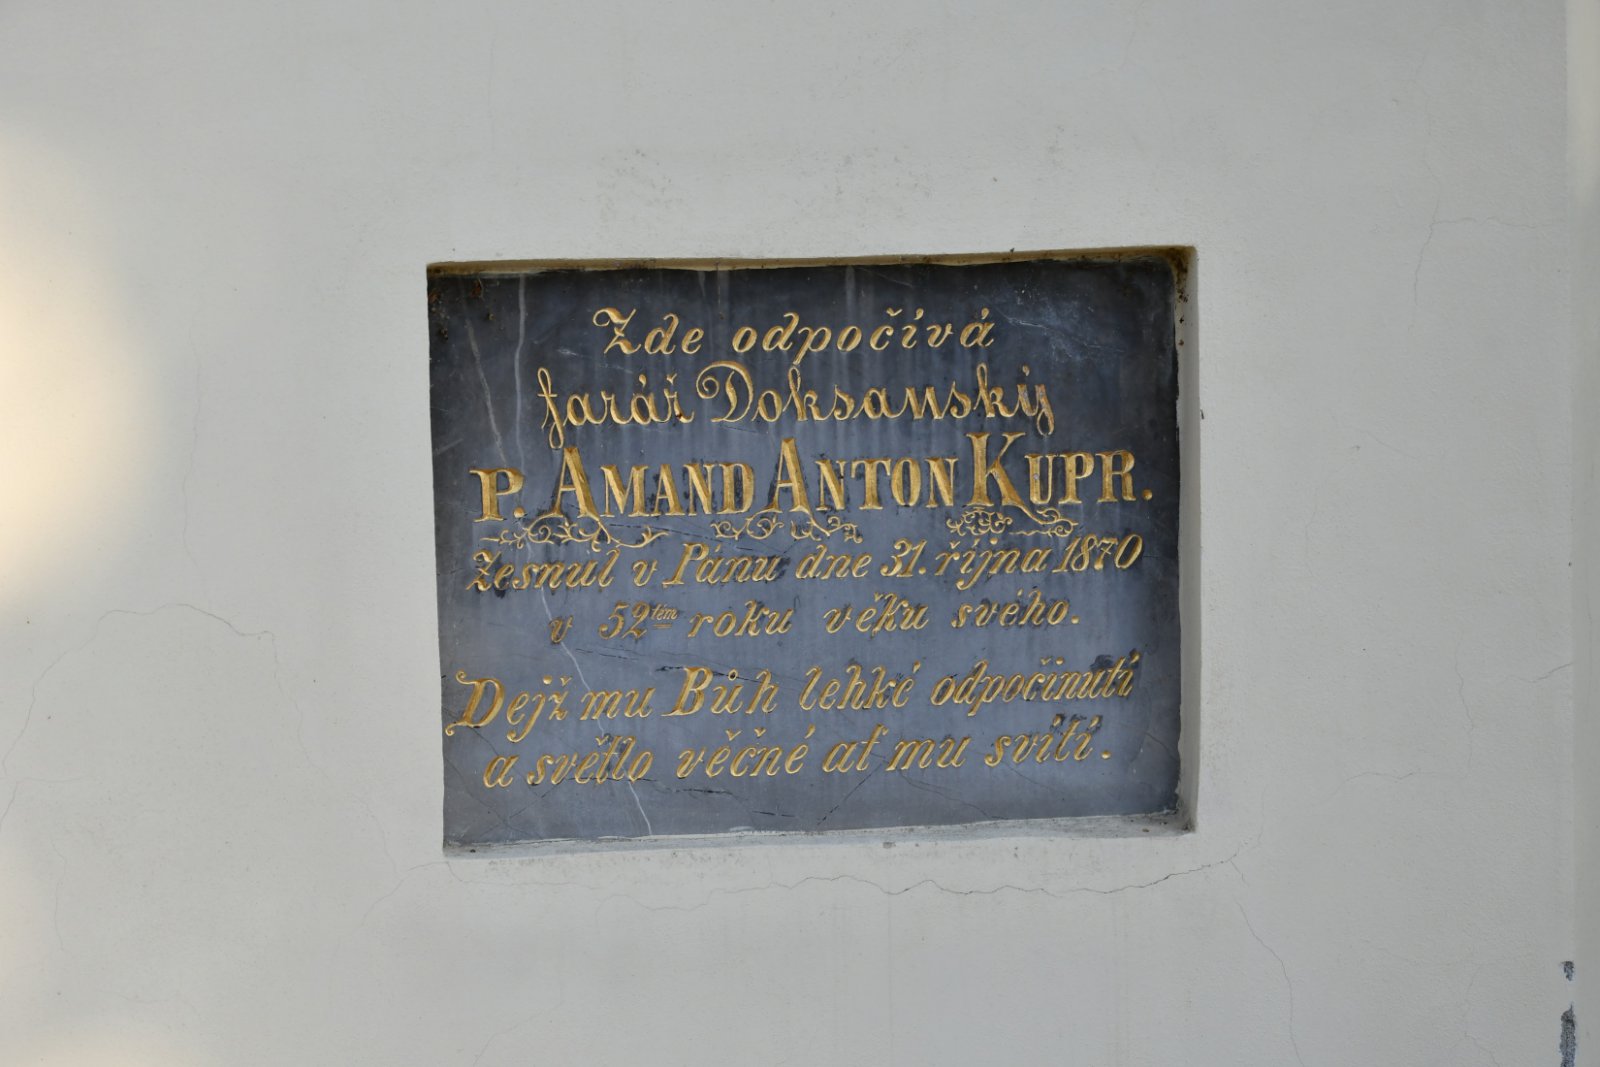 Zde odpočívá
farář Doksanský
P. AMAND ANTON KUPR.
Zesnul v Pánu dne 31. října 1870
v 52tém roku věku svého.
Dejž mu Bůh lehké odpočinutí
a světlo věčné ať mu svítí.